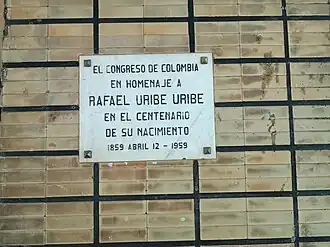 EL CONGRESO DE COLOMBIA
EN HOMENAJE A
RAFAEL URIBE URIBE
EN EL CENTENARIO
DE SU NACIMIENTO
1859 ABRIL 12 - 1959